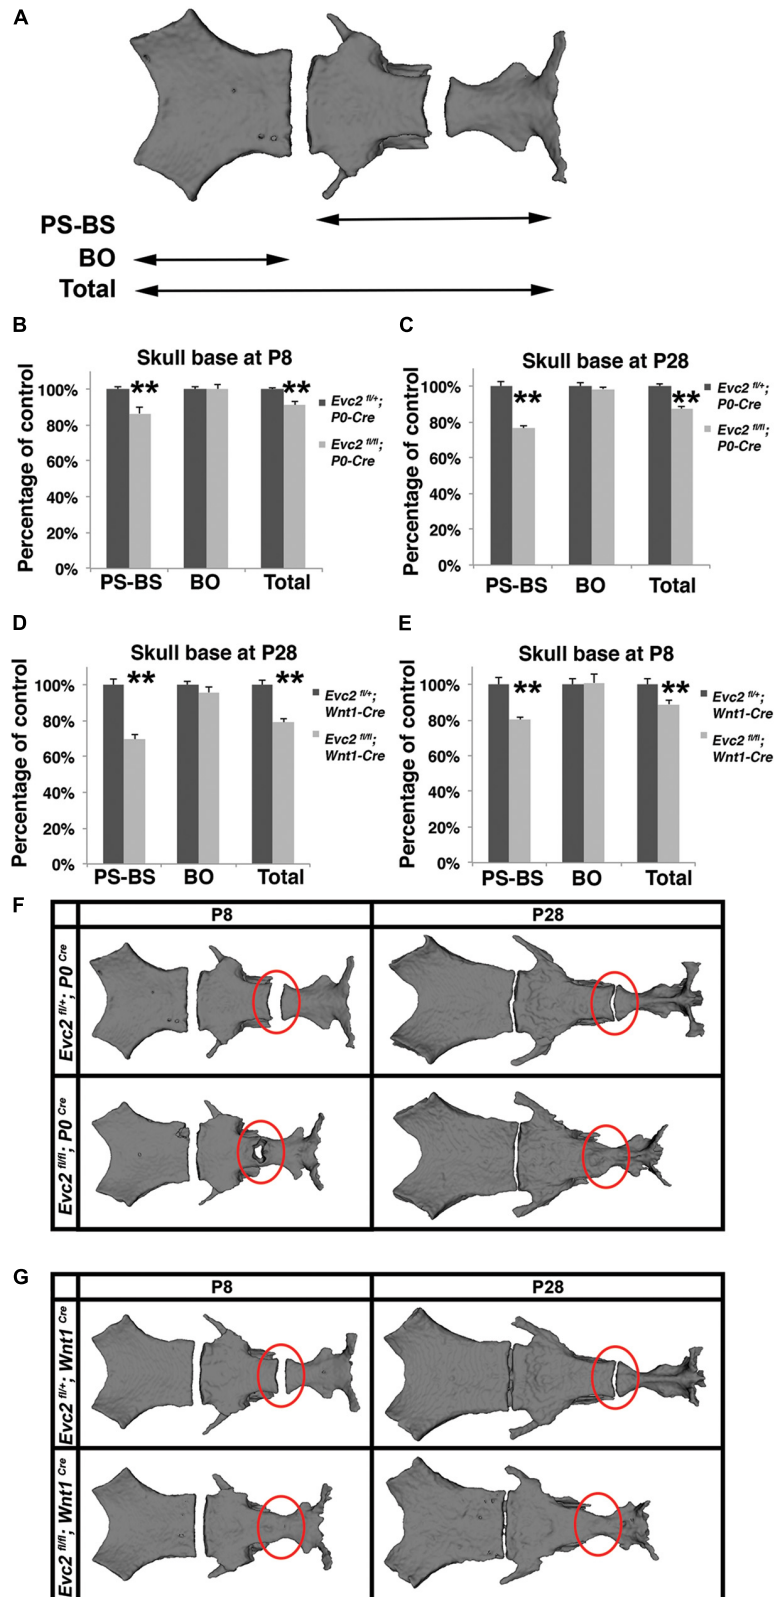 A
PS-BS
BO
Total
B
Skull base at P8
Percentage of control
100%
80%
60%
40%
20%
0%
**
**
PS-BS BO Total
Evc2 fl/+;
P0-Cre
Evc2 fl/fl;
P0-Cre
C
Skull base at P28
Percentage of control
100%
80%
60%
40%
20%
0%
**
**
PS-BS BO Total
Evc2 fl/+;
P0-Cre
Evc2 fl/fl;
P0-Cre
D
Skull base at P28
Percentage of control
100%
80%
60%
40%
20%
0%
**
**
PS-BS BO Total
Evc2 fl/+;
Wnt1-Cre
Evc2 fl/fl;
Wnt1-Cre
E
Skull base at P8
Percentage of control
100%
80%
60%
40%
20%
0%
**
**
PS-BS BO Total
Evc2 fl/+;
Wnt1-Cre
Evc2 fl/fl;
Wnt1-Cre
F
P8 P28
Evc2 fl/+; P0 Cre
Evc2 fl/fl; P0 Cre
G
P8 P28
Evc2 fl/+; Wnt1 Cre
Evc2 fl/fl; Wnt1 Cre